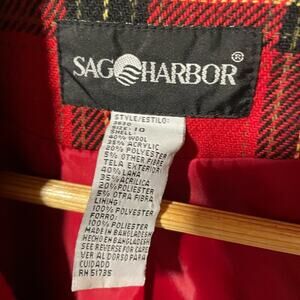 SAG HARBOR®
STYLE/ESTILO:
3630
SIZE: 10
SHELL:
40% WOOL
35% ACRYLIC
20% POLYESTER
5% OTHER FIBRE
TELA EXTERIOR:
40% LANA
35% ACRILICA
20% POLIESTER
5% OTRA FIBRA
LINING:
100% POLYESTER
FORRO:
100% POLIESTER
MADE IN BANGLADESH
HECHO EN BANGLADESH
SEE REVERSE FOR CARE
VER AL DORSO PARA
CUIDADO
RN 51735